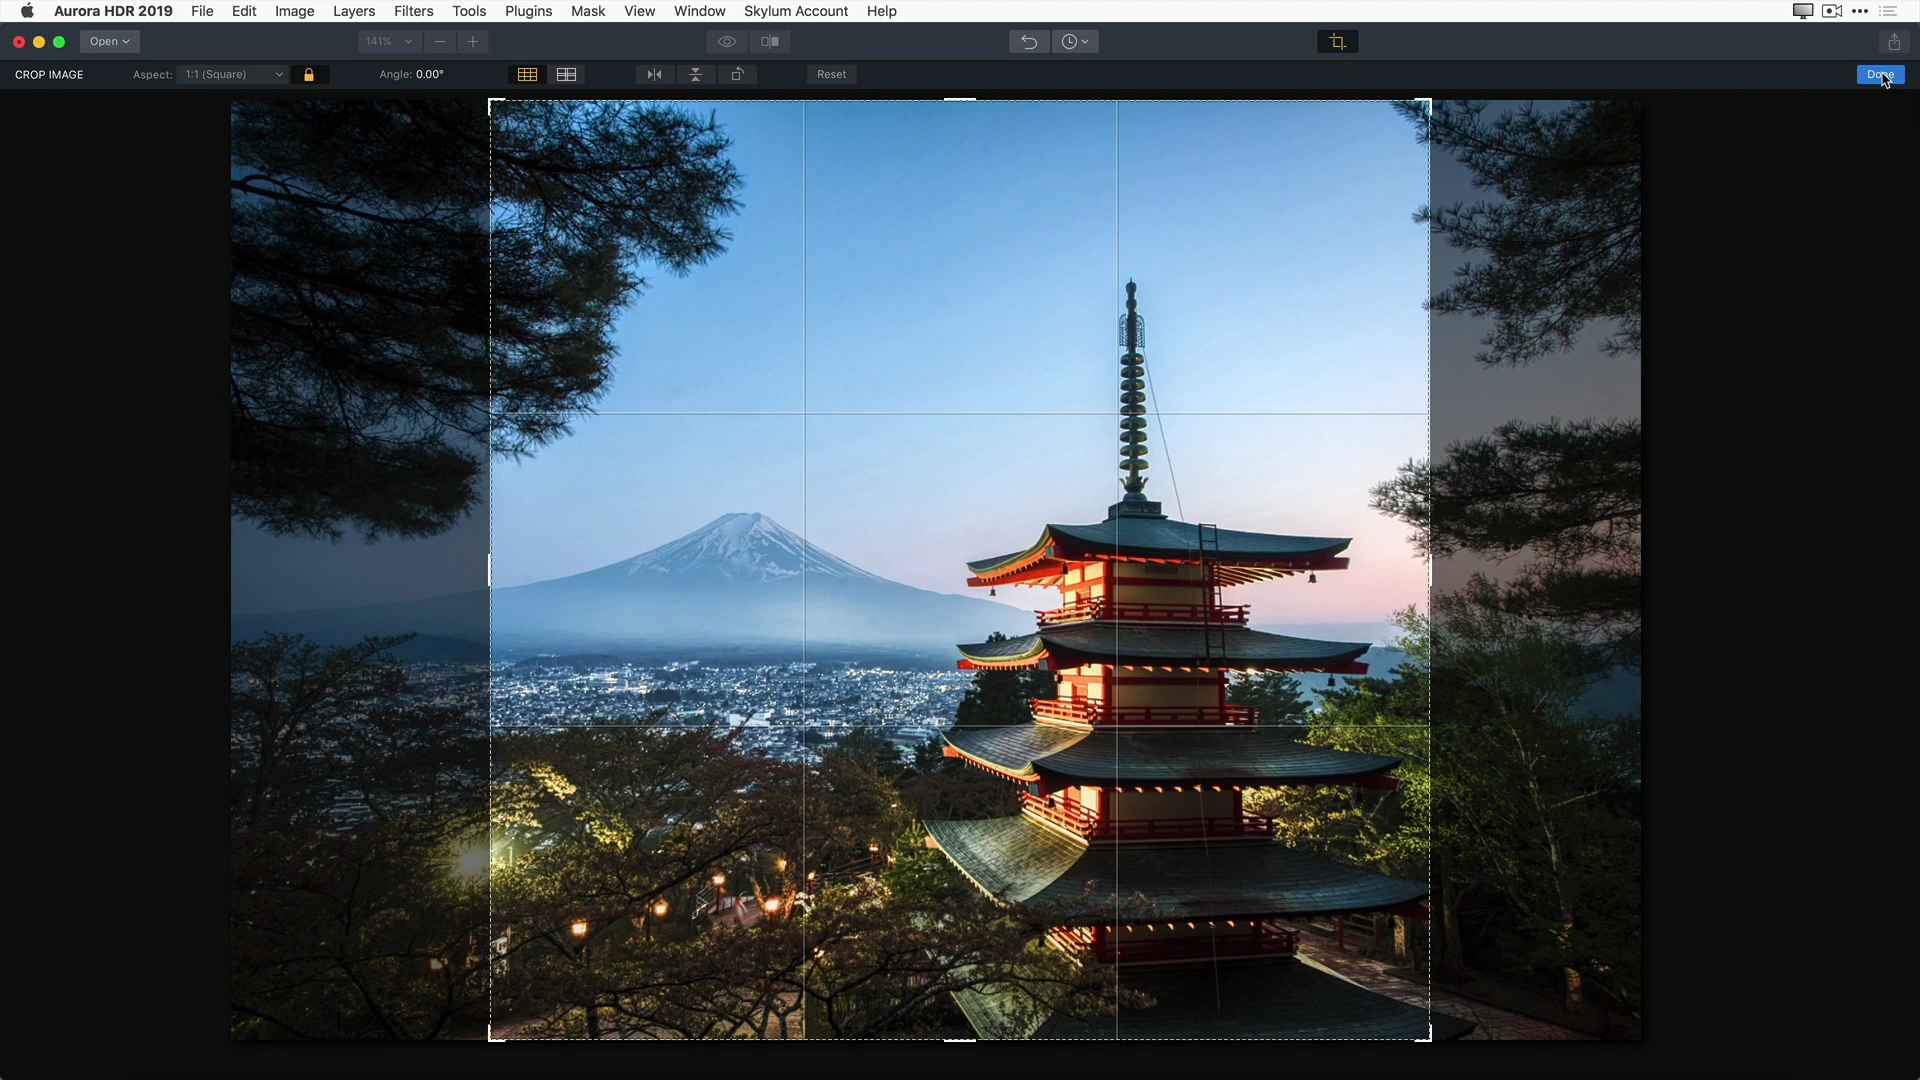 Aurora HDR 2019 File Edit Image Layers Filters Tools Plugins Mask View Window Skylum Account Help
Open 141%
CROP IMAGE Aspect: 1:1 (Square) Angle: 0.00° Reset Done